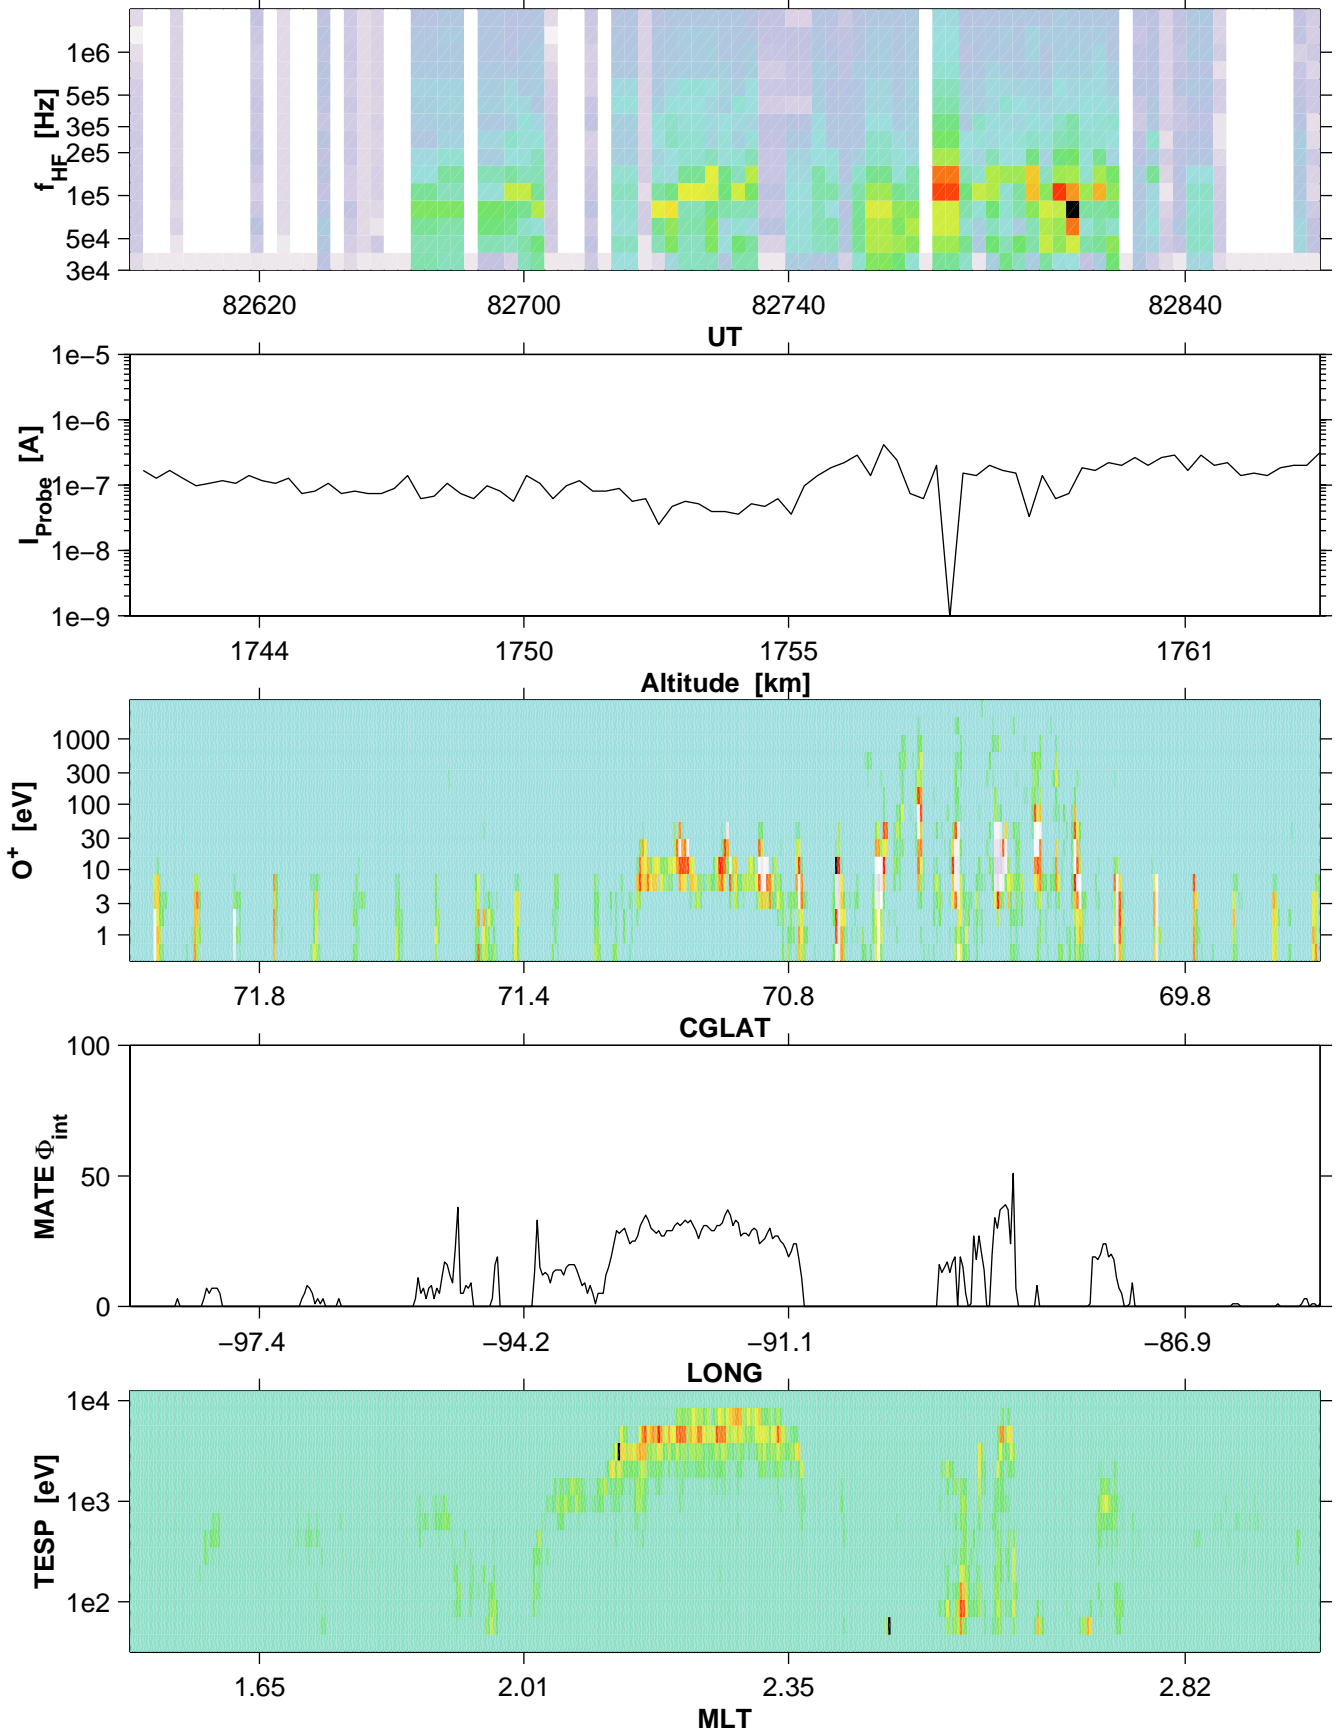 1e6
5e5
3e5
2e5
1e5
5e4
3e4
f_HF [Hz]
82620 82700 82740 82840
UT
1e−5
1e−6
1e−7
1e−8
1e−9
I_Probe [A]
1744 1750 1755 1761
Altitude [km]
1000
300
100
30
10
3
1
O⁺ [eV]
71.8 71.4 70.8 69.8
CGLAT
100
50
0
MATE Φ_int
−97.4 −94.2 −91.1 −86.9
LONG
1e4
1e3
1e2
TESP [eV]
1.65 2.01 2.35 2.82
MLT